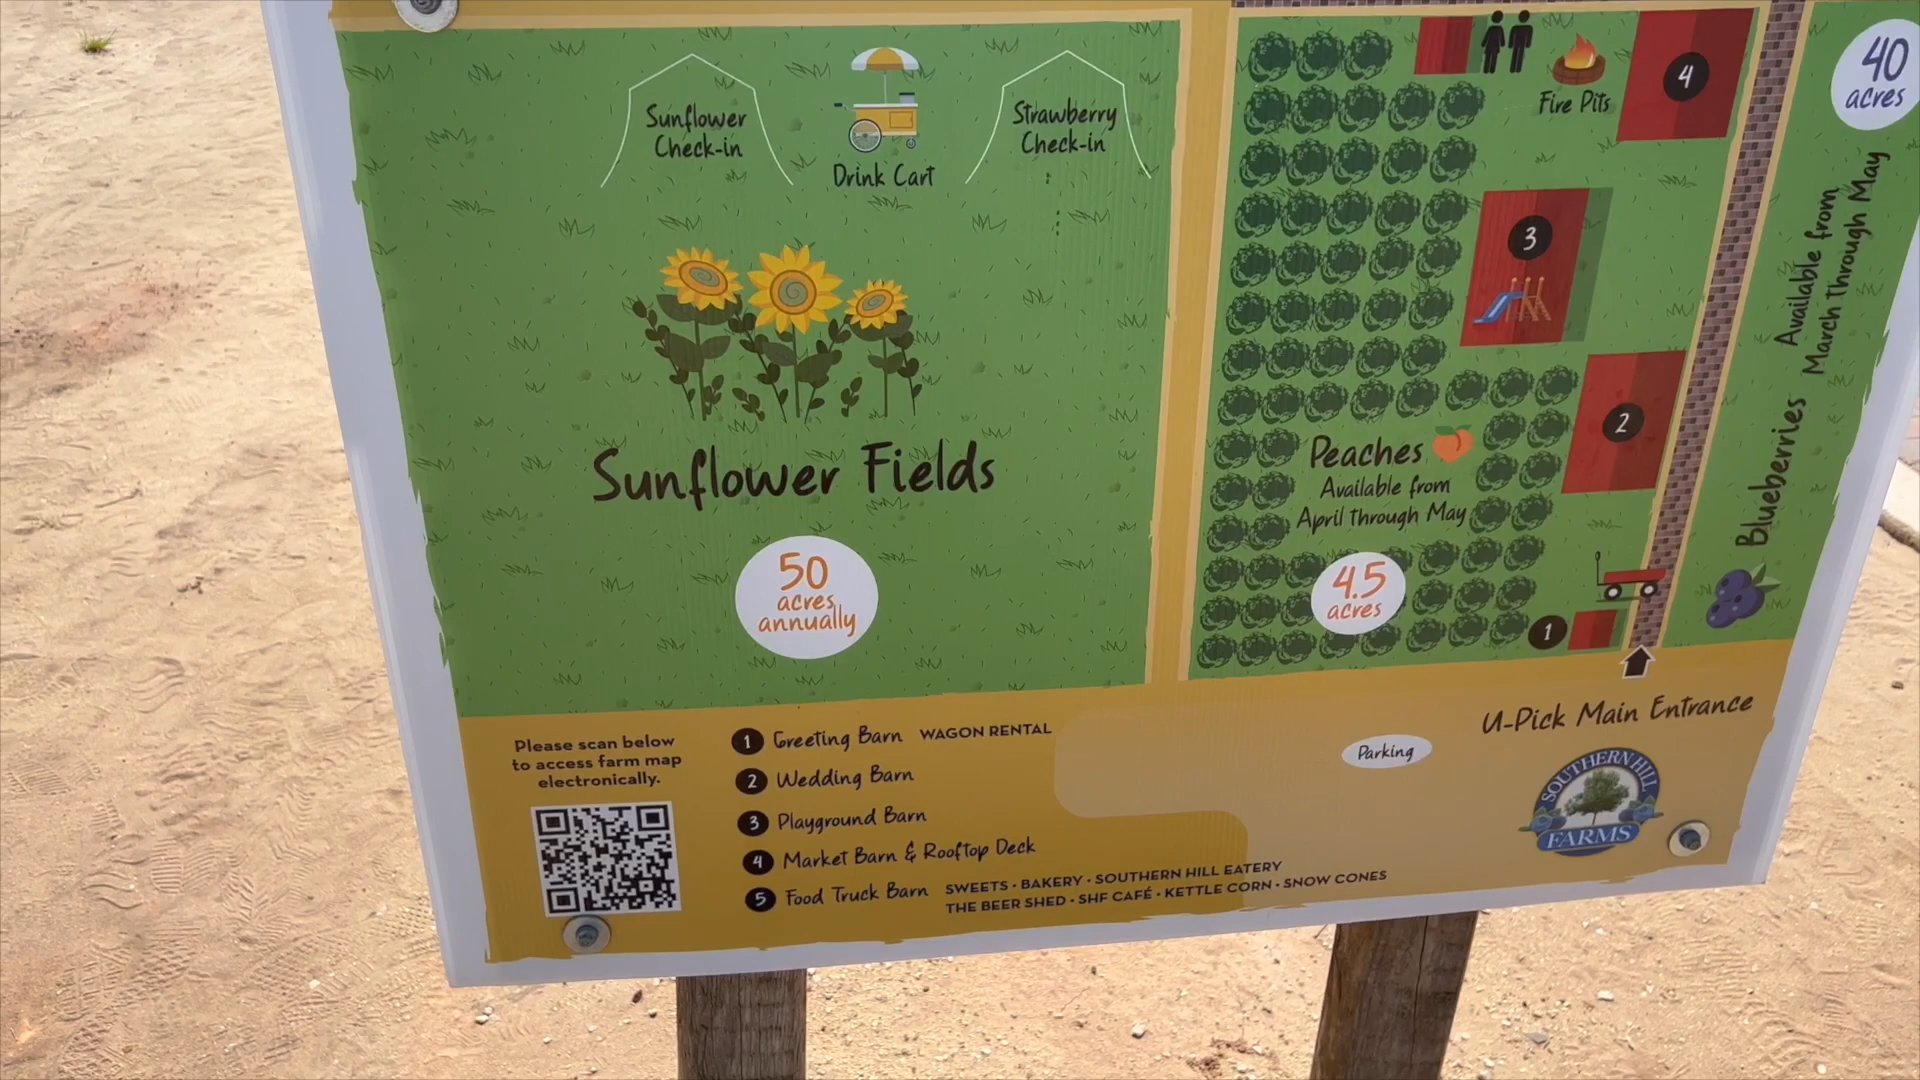 Sunflower
Check-in
Drink Cart
Strawberry
Check-in
Fire Pits
4
40
acres
3
2
Blueberries Available from
March through May
Sunflower Fields
50
acres
annually
Peaches
Available from
April through May
4.5
acres
1
U-Pick Main Entrance
Parking
SOUTHERN HILL
FARMS
Please scan below
to access farm map
electronically.
1 Greeting Barn WAGON RENTAL
2 Wedding Barn
3 Playground Barn
4 Market Barn & Rooftop Deck
5 Food Truck Barn SWEETS · BAKERY · SOUTHERN HILL EATERY
THE BEER SHED · SHF CAFÉ · KETTLE CORN · SNOW CONES